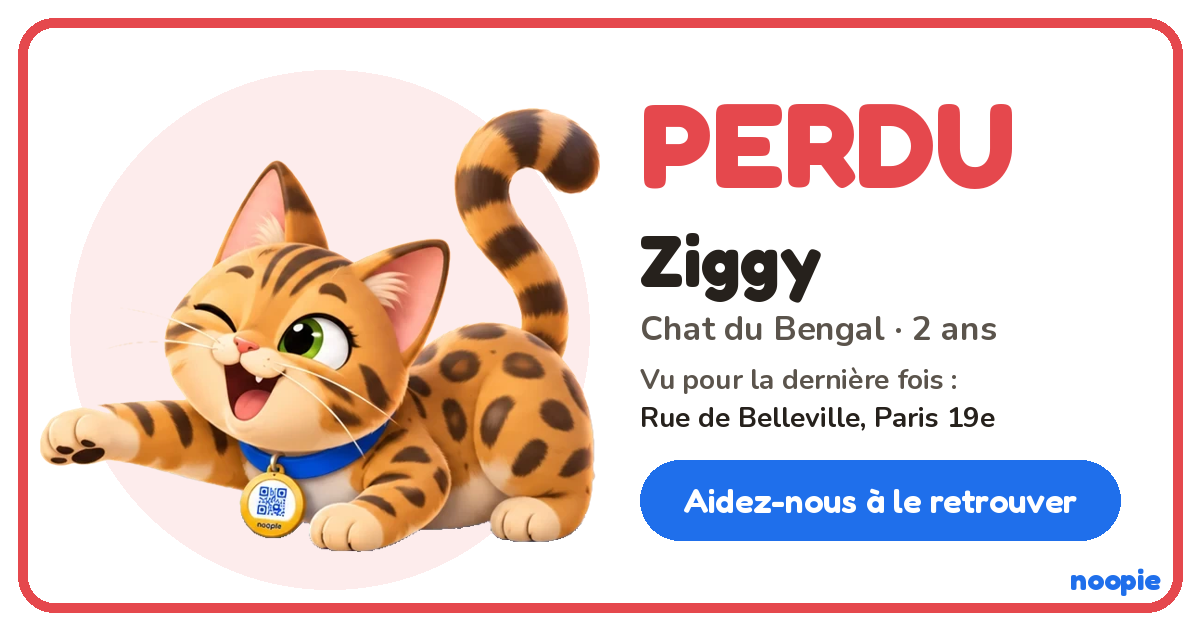 PERDU
Ziggy
Chat du Bengal · 2 ans
Vu pour la dernière fois :
Rue de Belleville, Paris 19e
Aidez-nous à le retrouver
noopie
noopie